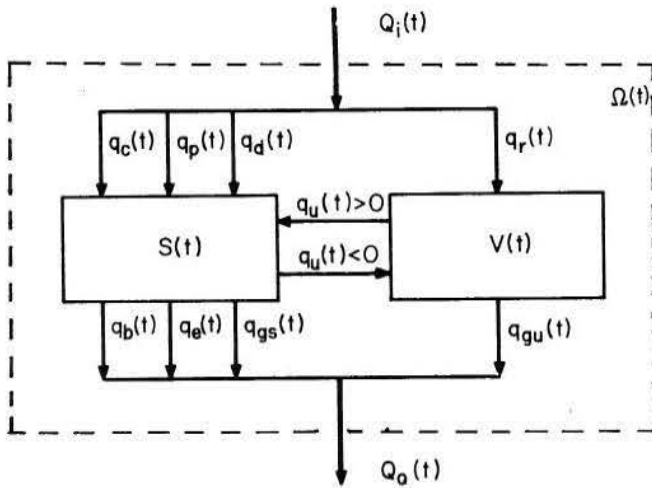 Qi(t)
Ω(t)
qc(t) qp(t) qd(t) qr(t)
qu(t)>0
S(t) V(t)
qu(t)<0
qb(t) qe(t) qgs(t) qgu(t)
Qo(t)